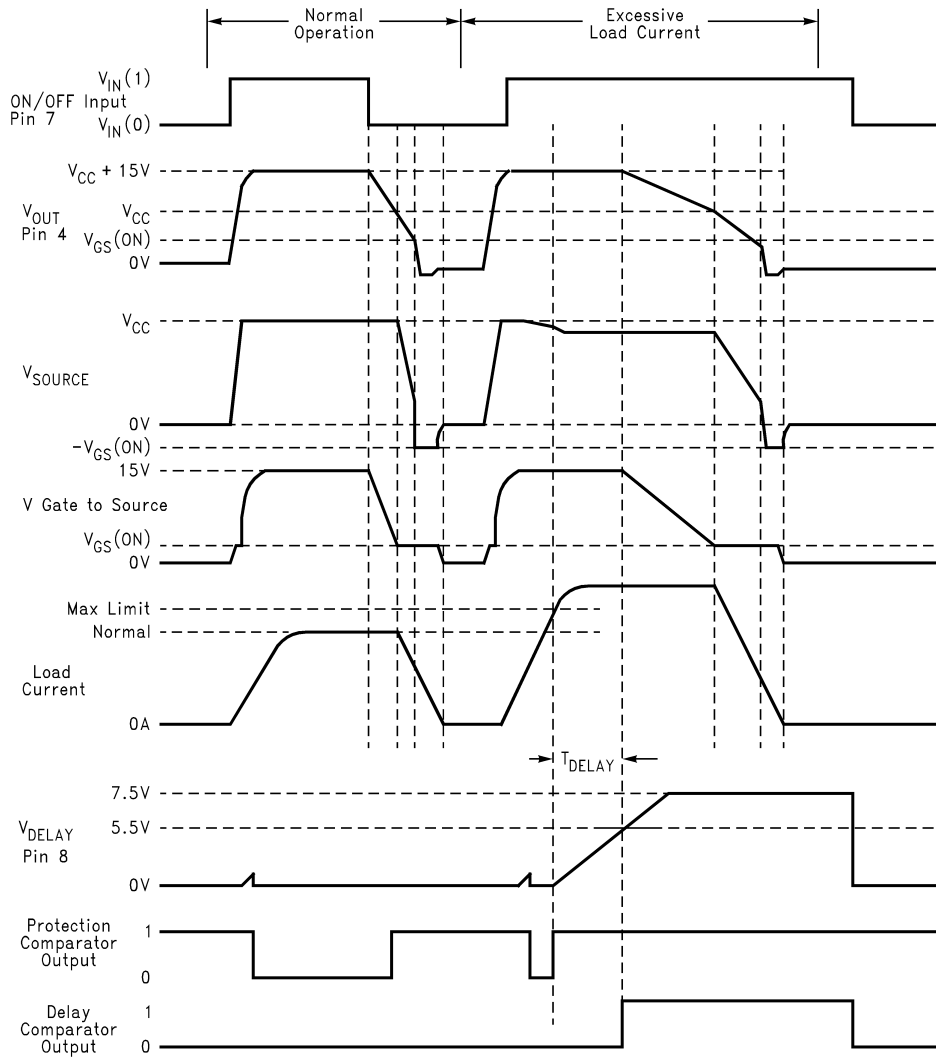 Normal
Operation
Excessive
Load Current
V_IN(1)
ON/OFF Input
Pin 7
V_IN(0)
V_CC + 15V
V_OUT
Pin 4
V_CC
V_GS(ON)
0V
V_CC
V_SOURCE
0V
-V_GS(ON)
15V
V Gate to Source
V_GS(ON)
0V
Max Limit
Normal
Load
Current
0A
T_DELAY
7.5V
V_DELAY
Pin 8
5.5V
0V
Protection
Comparator
Output
1
0
Delay
Comparator
Output
1
0